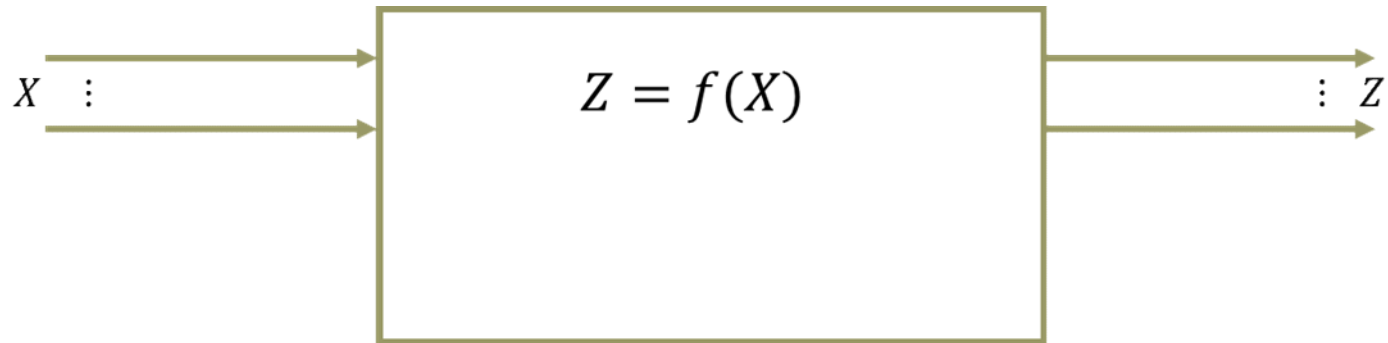 X ⋮
Z = f(X)
⋮ Z